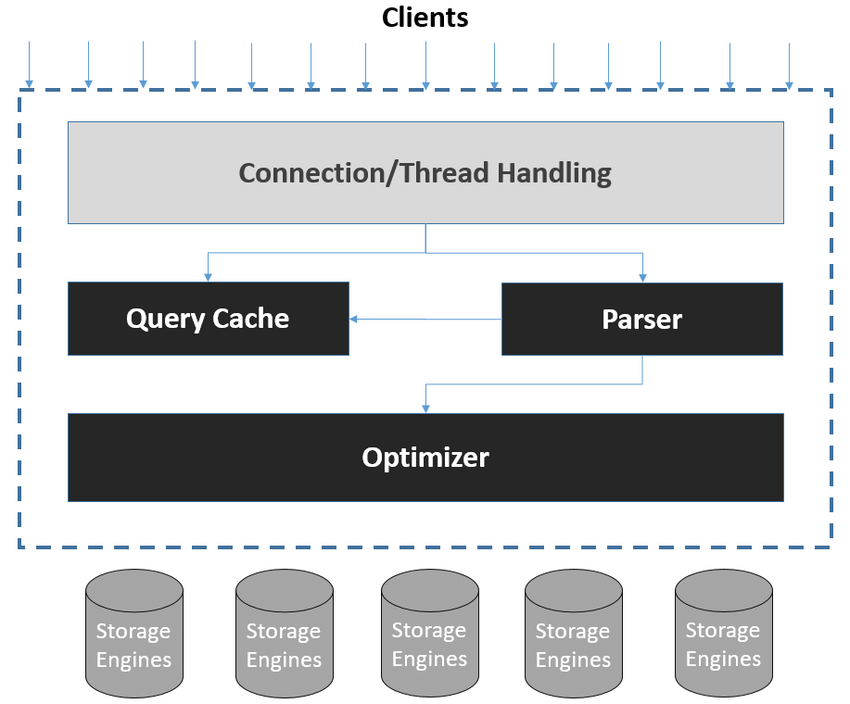 Clients
Connection/Thread Handling
Query Cache
Parser
Optimizer
Storage
Engines
Storage
Engines
Storage
Engines
Storage
Engines
Storage
Engines